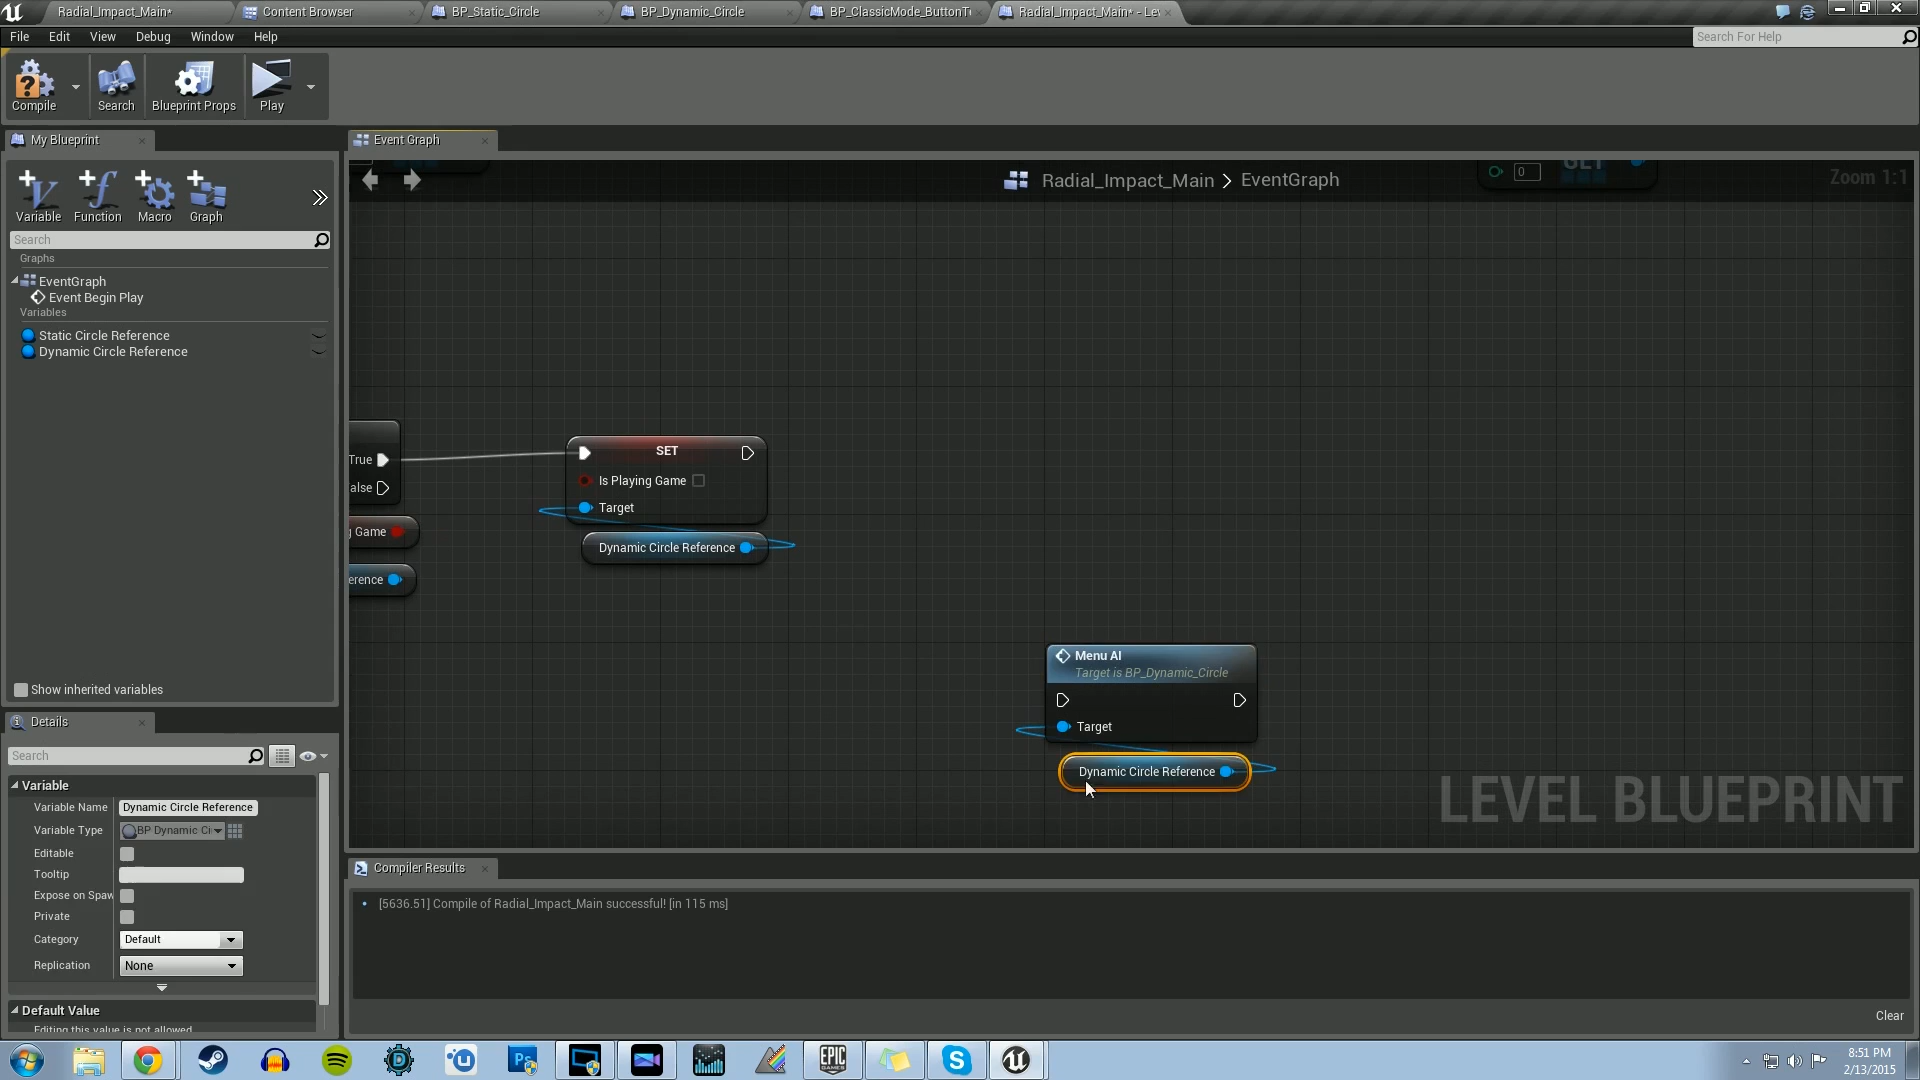 Radial_Impact_Main*
Content Browser
BP_Static_Circle
BP_Dynamic_Circle
BP_ClassicMode_ButtonT
Radial_Impact_Main* - Lev
File Edit View Debug Window Help
Search For Help
Compile
Search
Blueprint Props
Play
My Blueprint
Event Graph
Variable
Function
Macro
Graph
Radial_Impact_Main > EventGraph
0
SET
Zoom 1:1
Search
Graphs
EventGraph
Event Begin Play
Variables
Static Circle Reference
Dynamic Circle Reference
True
alse
g Game
erence
SET
Is Playing Game
Target
Dynamic Circle Reference
Menu AI
Target is BP_Dynamic_Circle
Target
Dynamic Circle Reference
LEVEL BLUEPRINT
Show inherited variables
Details
Search
Variable
Variable Name Dynamic Circle Reference
Variable Type BP Dynamic Ci
Editable
Tooltip
Expose on Spaw
Private
Category Default
Replication None
Default Value
Editing this value is not allowed
Compiler Results
• [5636.51] Compile of Radial_Impact_Main successful! [in 115 ms]
Clear
8:51 PM
2/13/2015